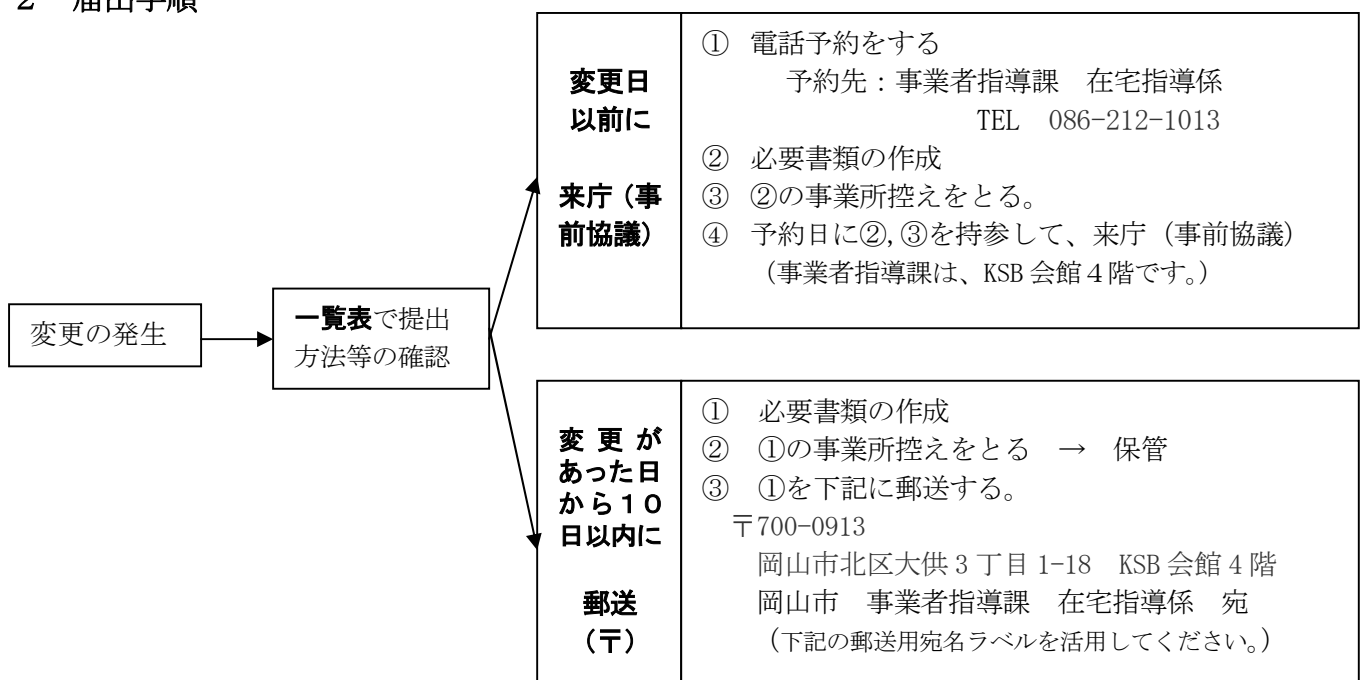 ２　届出手順
変更の発生
一覧表で提出
方法等の確認
変更日
以前に
来庁（事
前協議）
① 電話予約をする
予約先：事業者指導課　在宅指導係
TEL　086-212-1013
② 必要書類の作成
③ ②の事業所控えをとる。
④ 予約日に②,③を持参して、来庁（事前協議）
（事業者指導課は、KSB会館４階です。）
変更が
あった日
から１０
日以内に
郵送
（〒）
①　必要書類の作成
②　①の事業所控えをとる　→　保管
③　①を下記に郵送する。
〒700-0913
岡山市北区大供3丁目1-18　KSB会館4階
岡山市　事業者指導課　在宅指導係　宛
（下記の郵送用宛名ラベルを活用してください。）